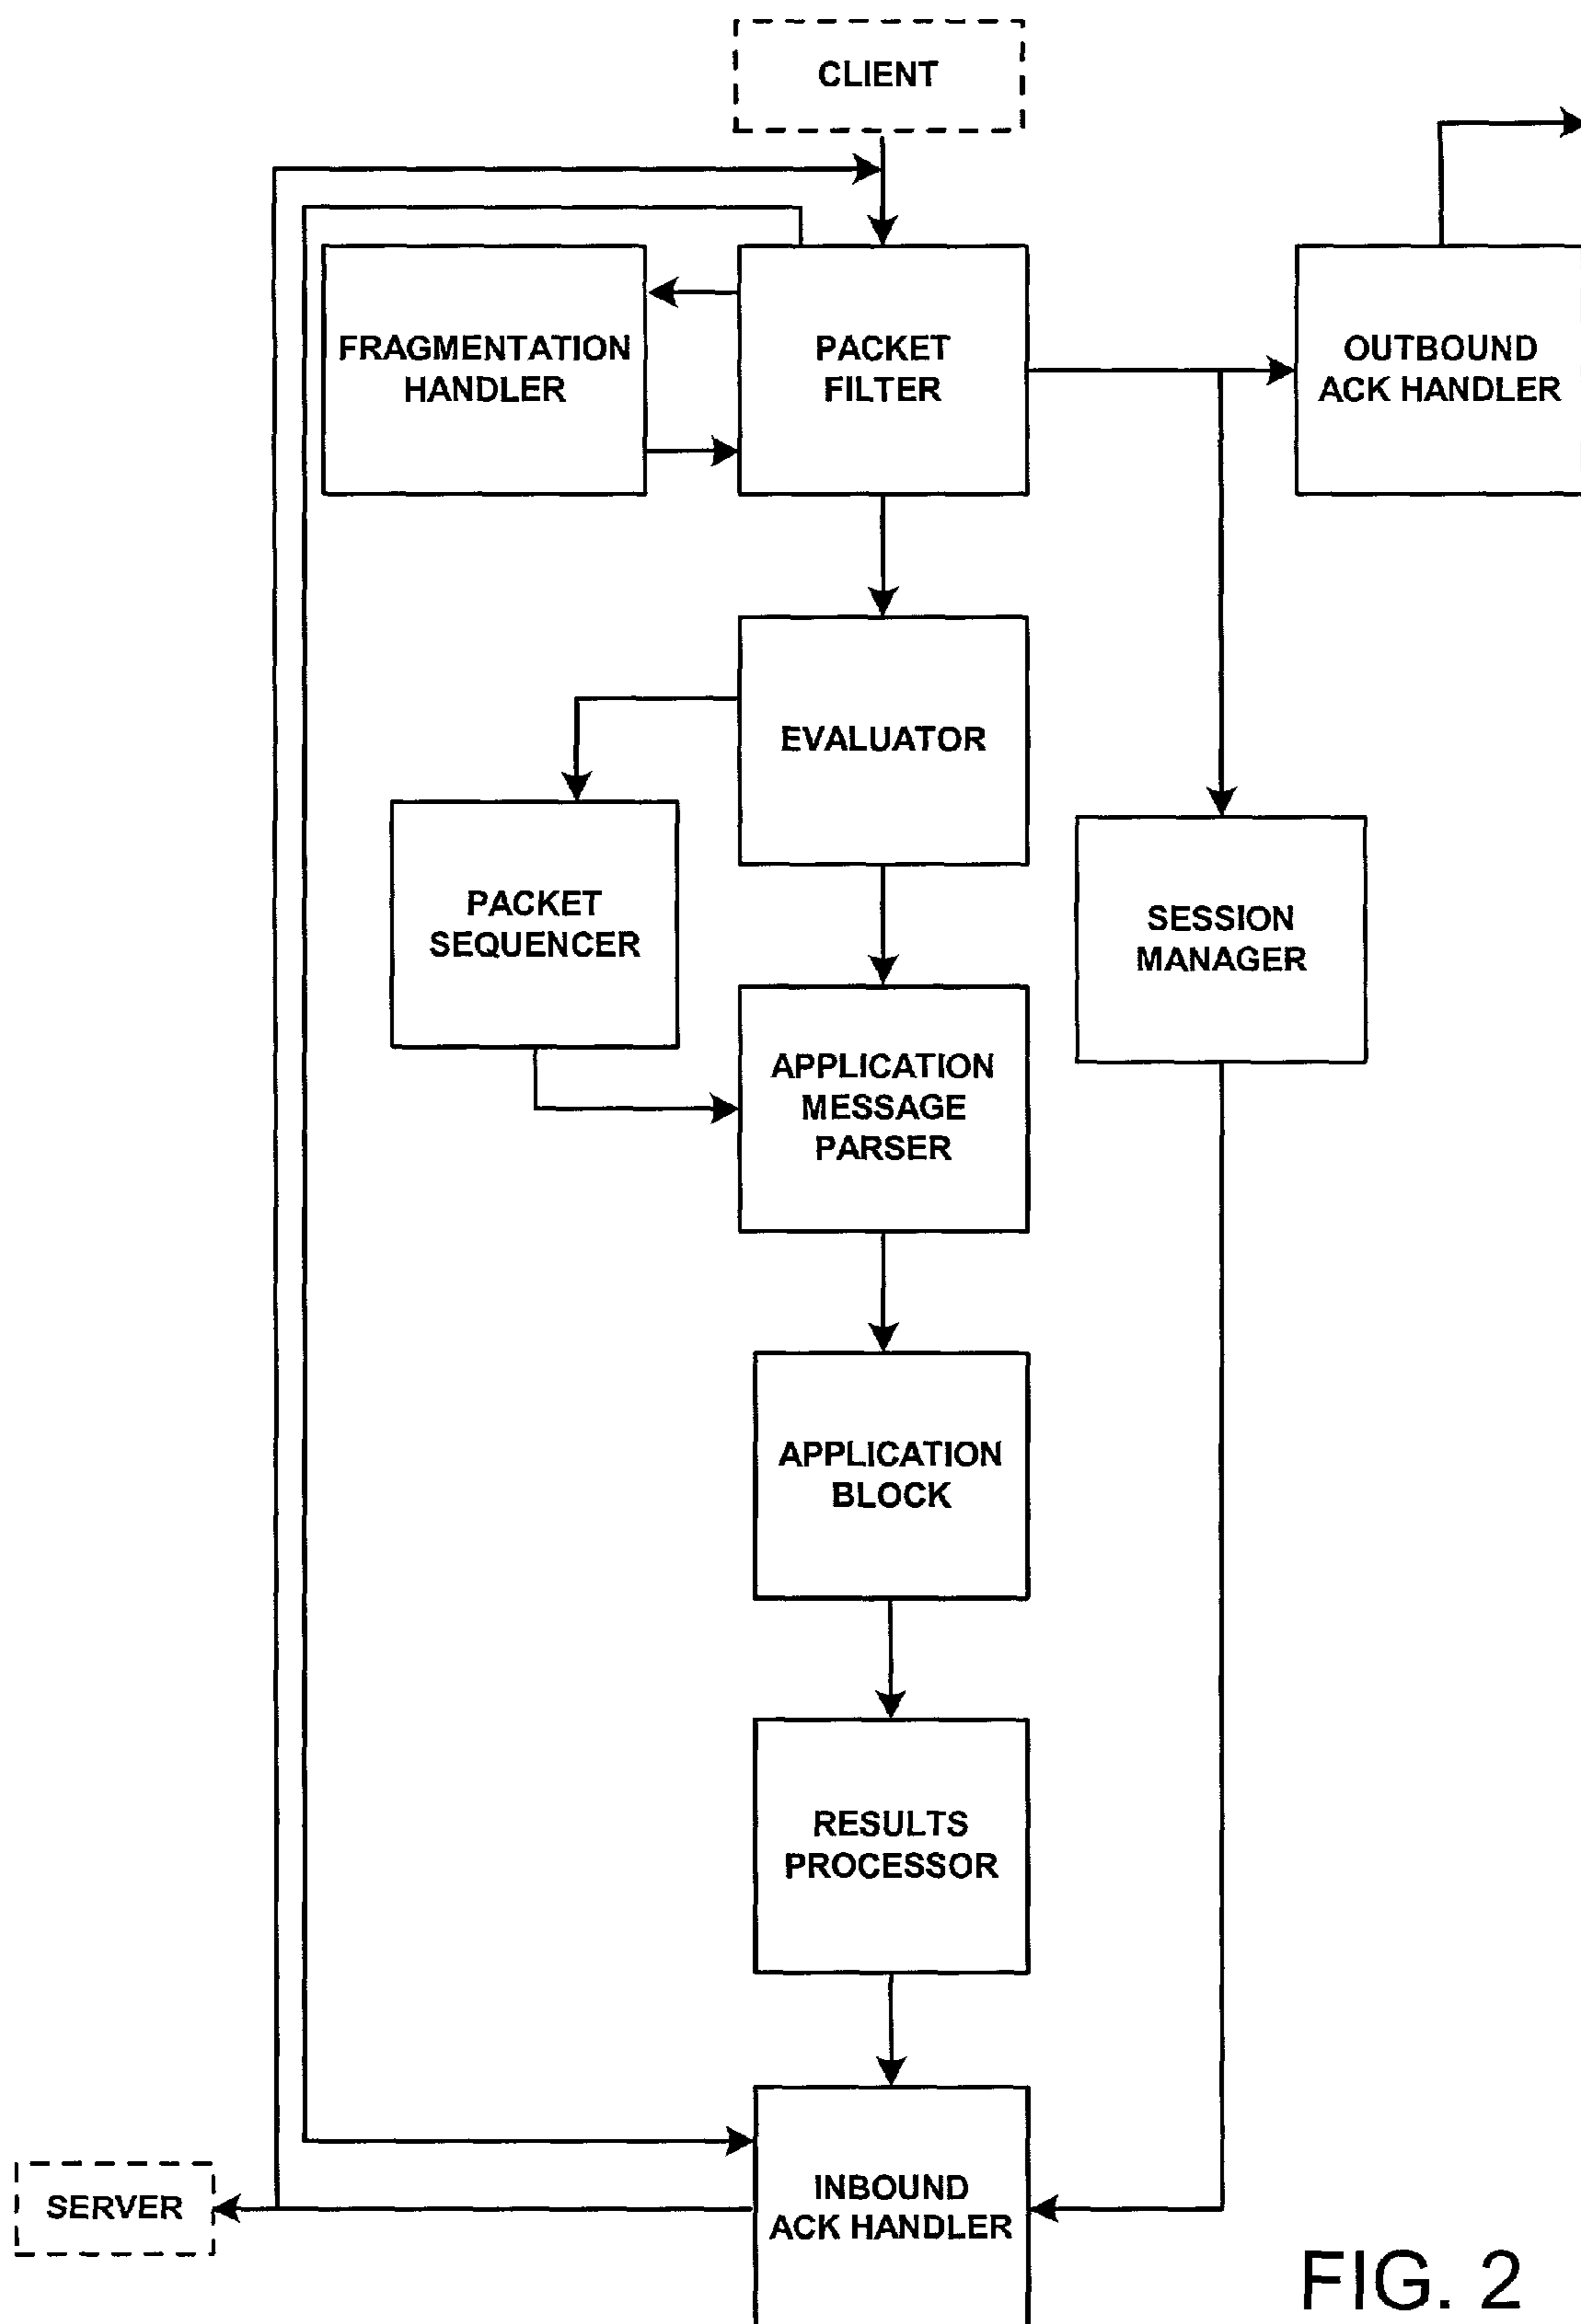 CLIENT
FRAGMENTATION
HANDLER
PACKET
FILTER
OUTBOUND
ACK HANDLER
EVALUATOR
PACKET
SEQUENCER
SESSION
MANAGER
APPLICATION
MESSAGE
PARSER
APPLICATION
BLOCK
RESULTS
PROCESSOR
SERVER
INBOUND
ACK HANDLER
FIG. 2